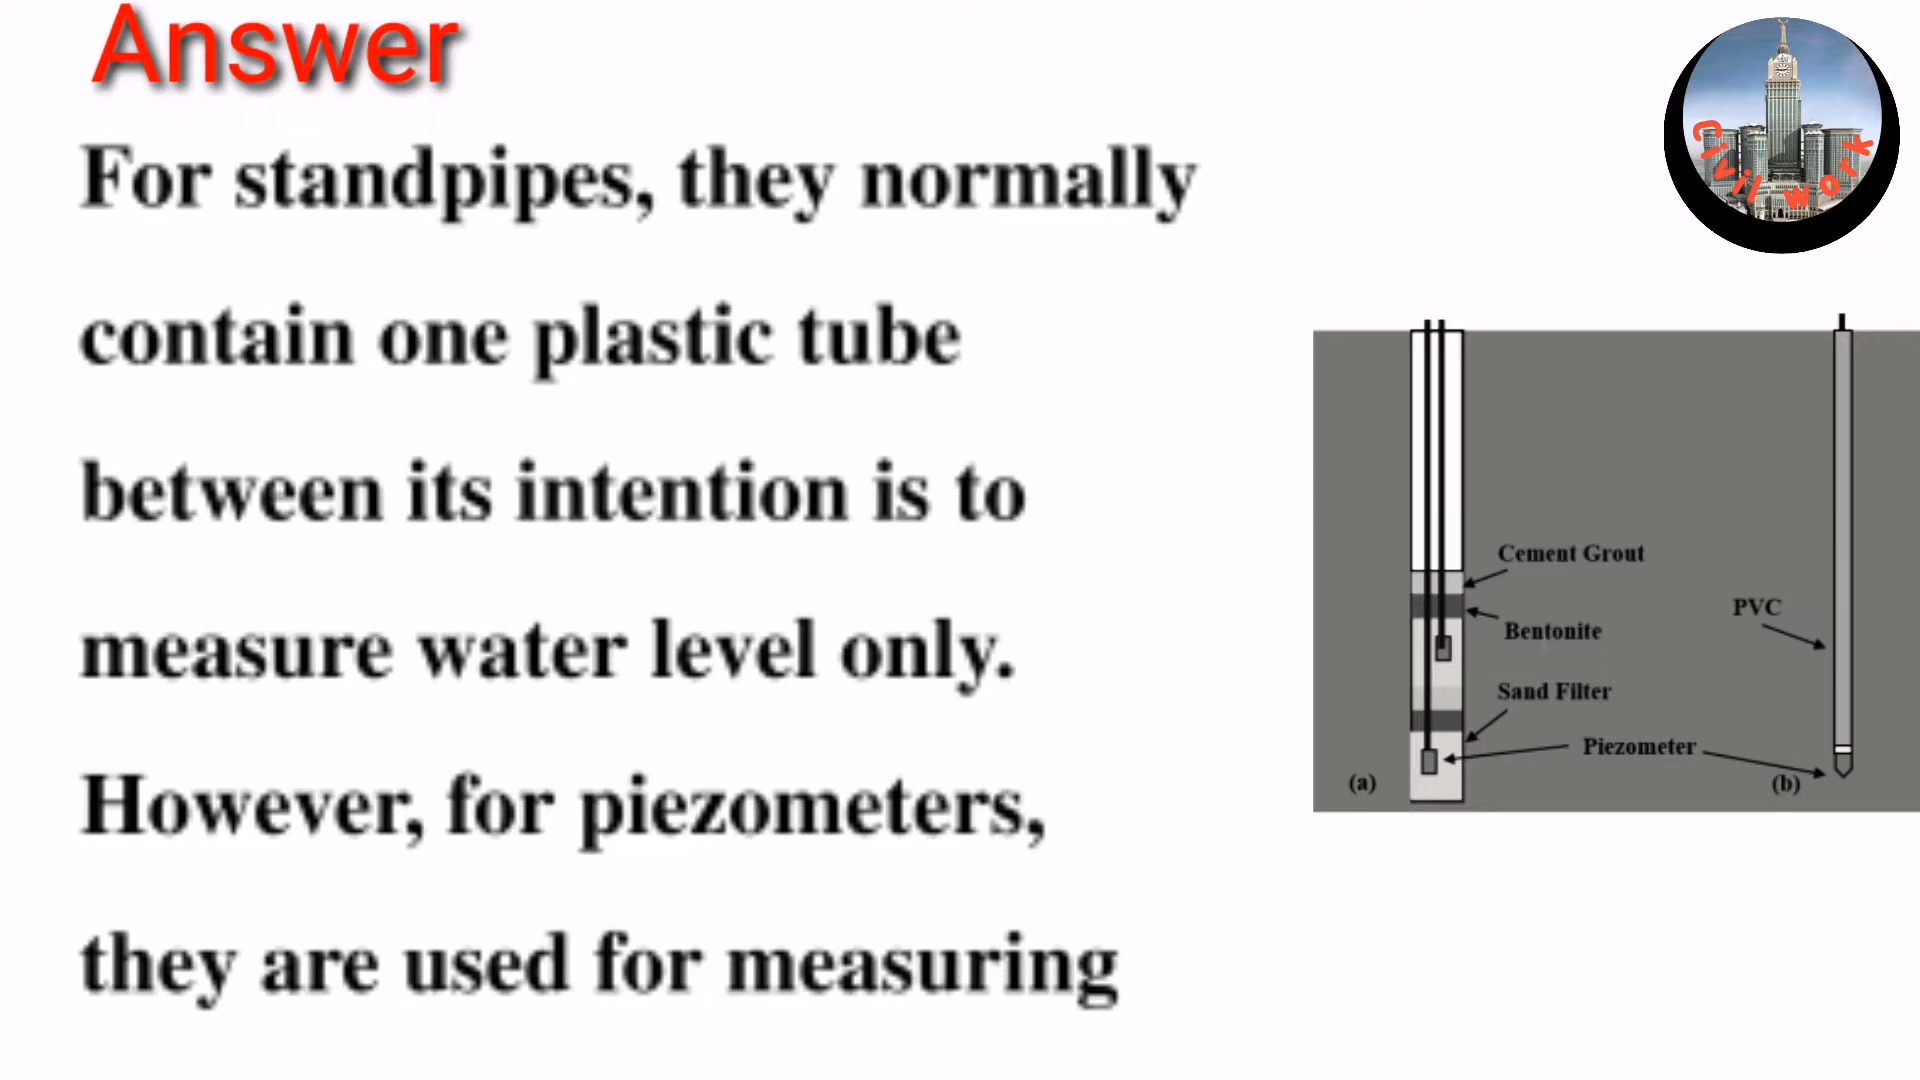 Answer
Civil work
For standpipes, they normally
contain one plastic tube
between its intention is to
measure water level only.
However, for piezometers,
they are used for measuring
Cement Grout
PVC
Bentonite
Sand Filter
Piezometer
(a)
(b)